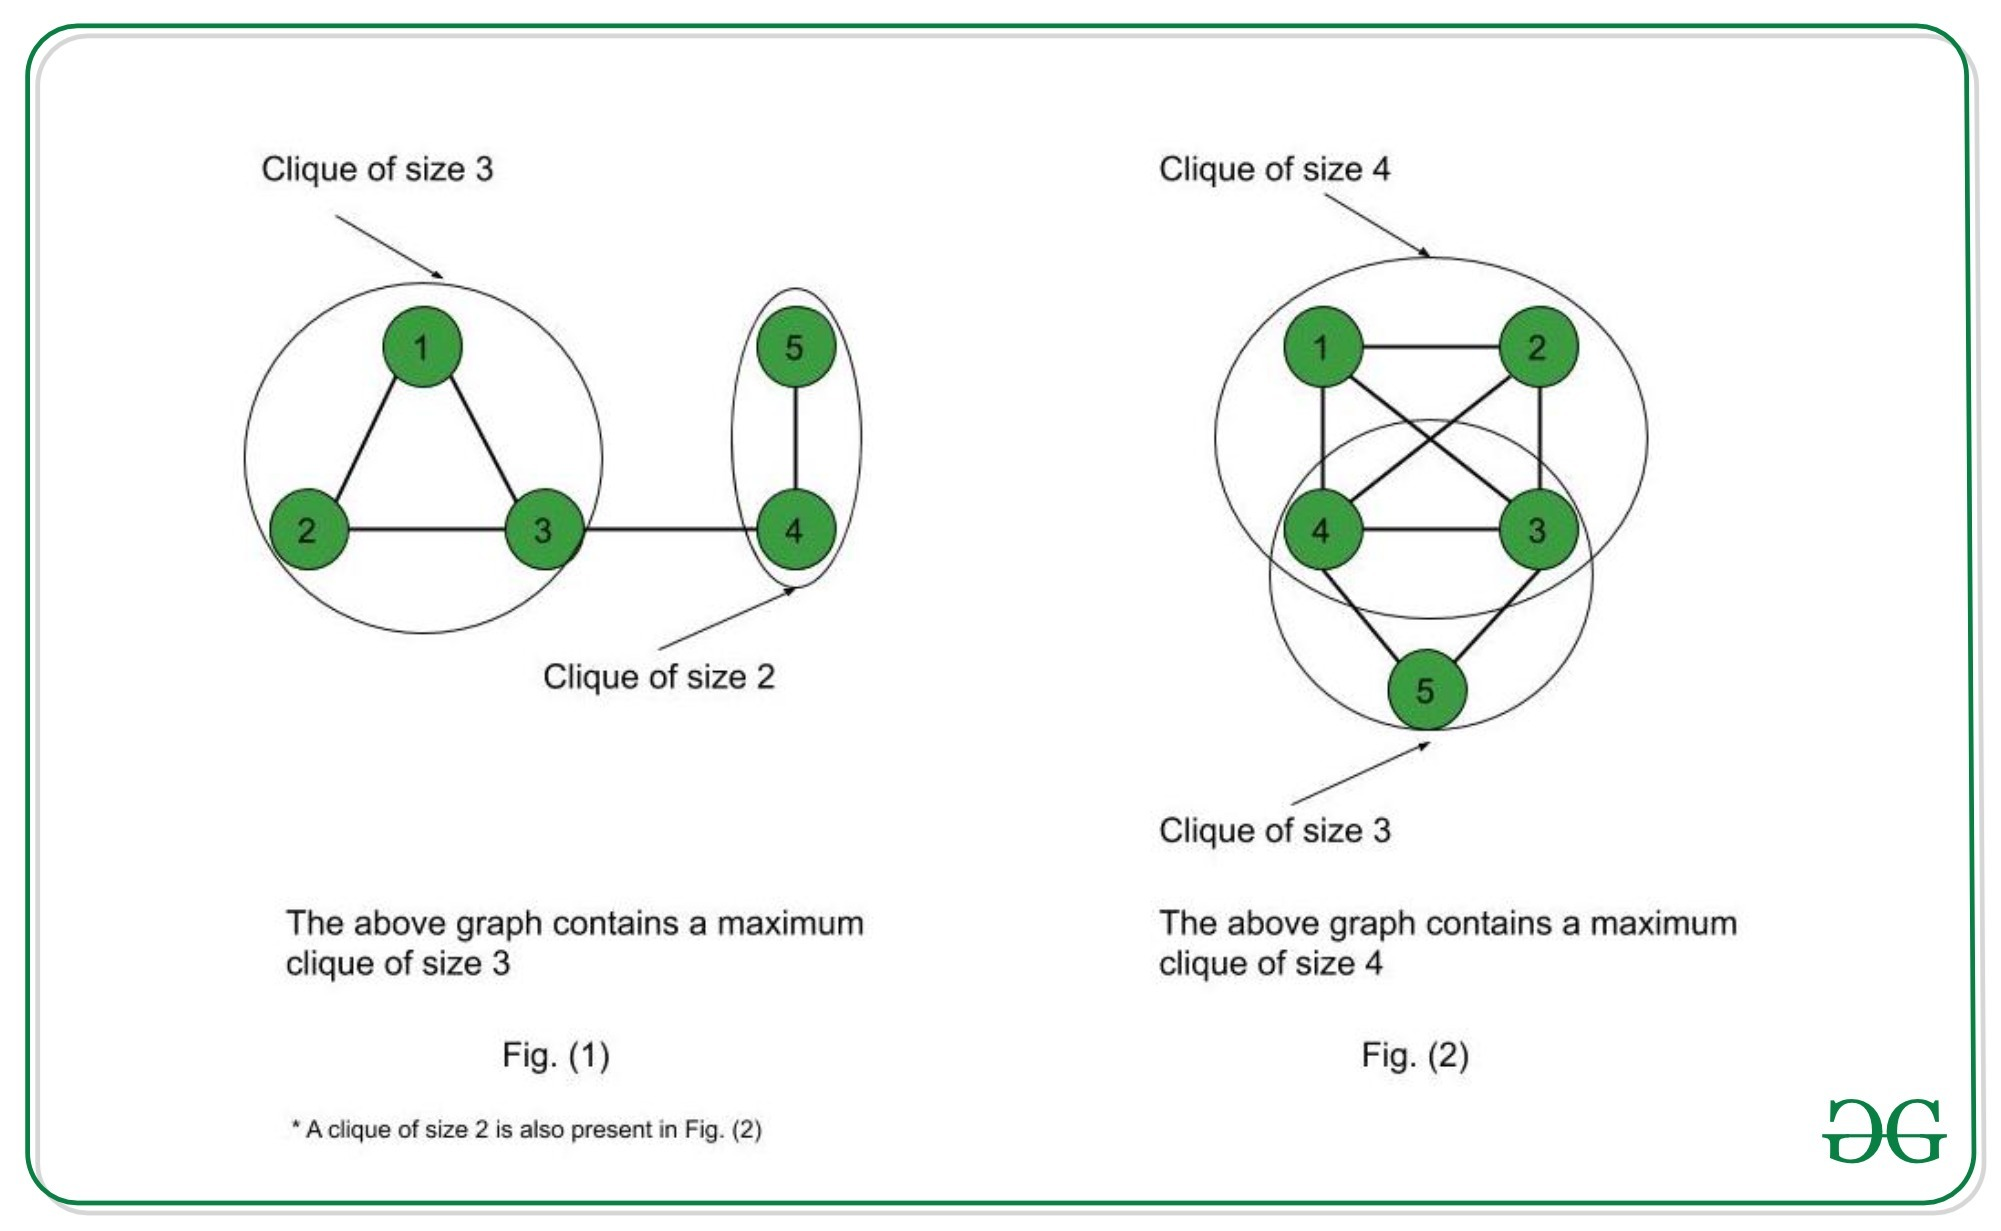 Clique of size 3
1
2
3
5
4
Clique of size 2
The above graph contains a maximum
clique of size 3
Fig. (1)
* A clique of size 2 is also present in Fig. (2)
Clique of size 4
1
2
4
3
5
Clique of size 3
The above graph contains a maximum
clique of size 4
Fig. (2)